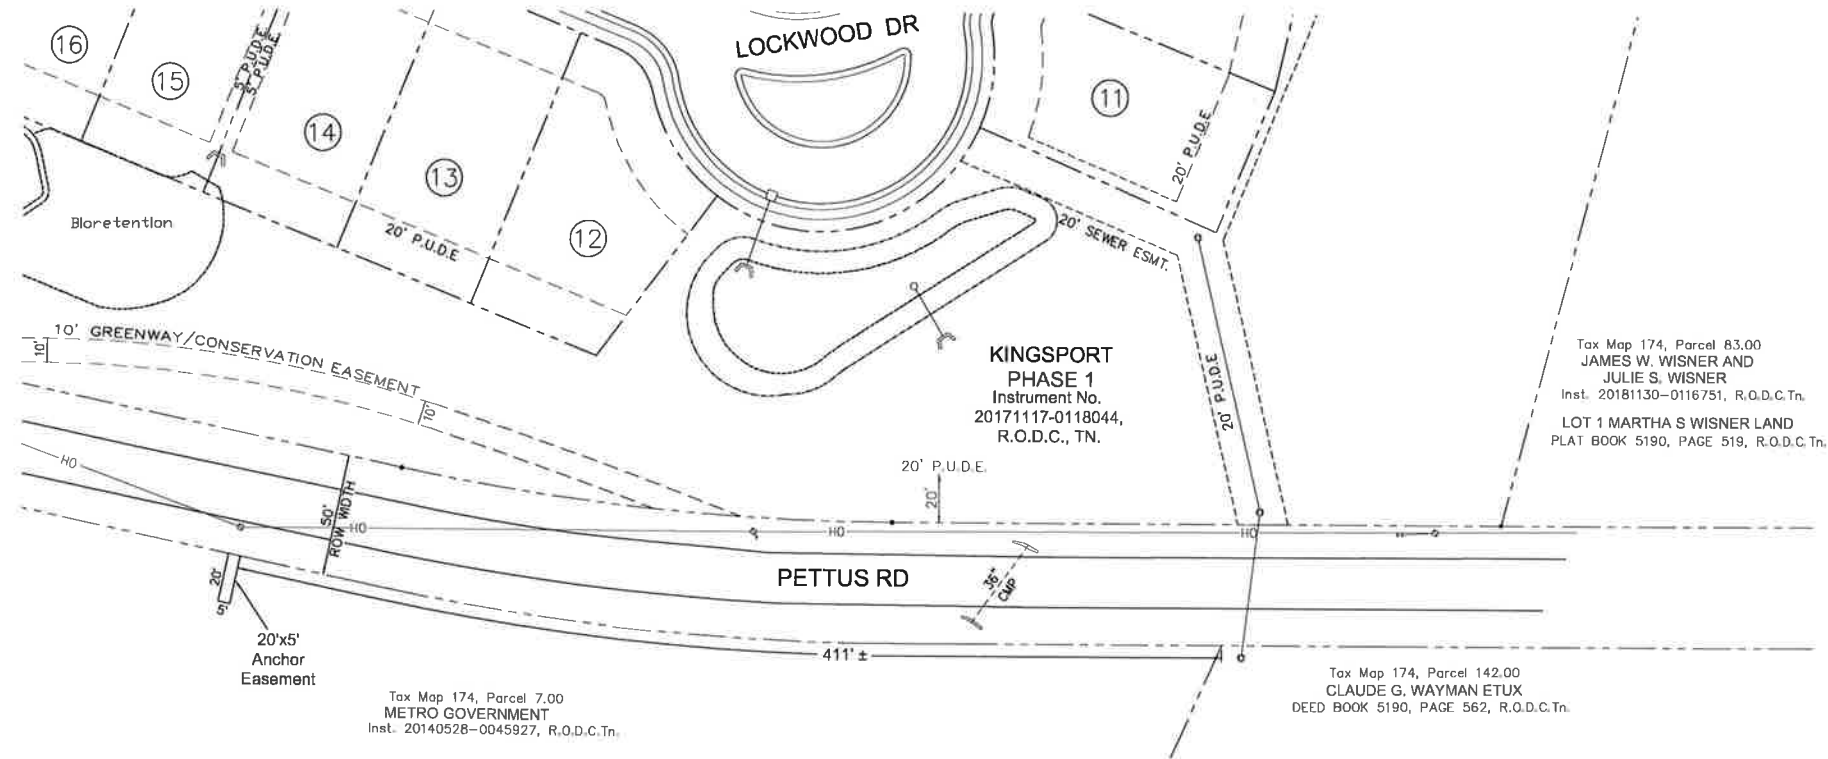 LOCKWOOD DR
16
15
5' P.U.D.E
5' P.U.D.E
14
13
12
11
20' P.U.D.E
20' P.U.D.E
Bioretention
20' SEWER ESMT.
10' GREENWAY/CONSERVATION EASEMENT
10'
10'
KINGSPORT
PHASE 1
Instrument No.
20171117-0118044,
R.O.D.C., TN.
20' P.U.D.E
Tax Map 174, Parcel 83.00
JAMES W. WISNER AND
JULIE S. WISNER
Inst. 20181130-0116751, R.O.D.C.Tn.
LOT 1 MARTHA S WISNER LAND
PLAT BOOK 5190, PAGE 519, R.O.D.C.Tn.
20' P.U.D.E.
20'
HO
50'
ROW WIDTH
HO
HO
HO
PETTUS RD
36"
CMP
20'
5'
20'x5'
Anchor
Easement
411' ±
Tax Map 174, Parcel 7.00
METRO GOVERNMENT
Inst. 20140528-0045927, R.O.D.C.Tn.
Tax Map 174, Parcel 142.00
CLAUDE G. WAYMAN ETUX
DEED BOOK 5190, PAGE 562, R.O.D.C.Tn.